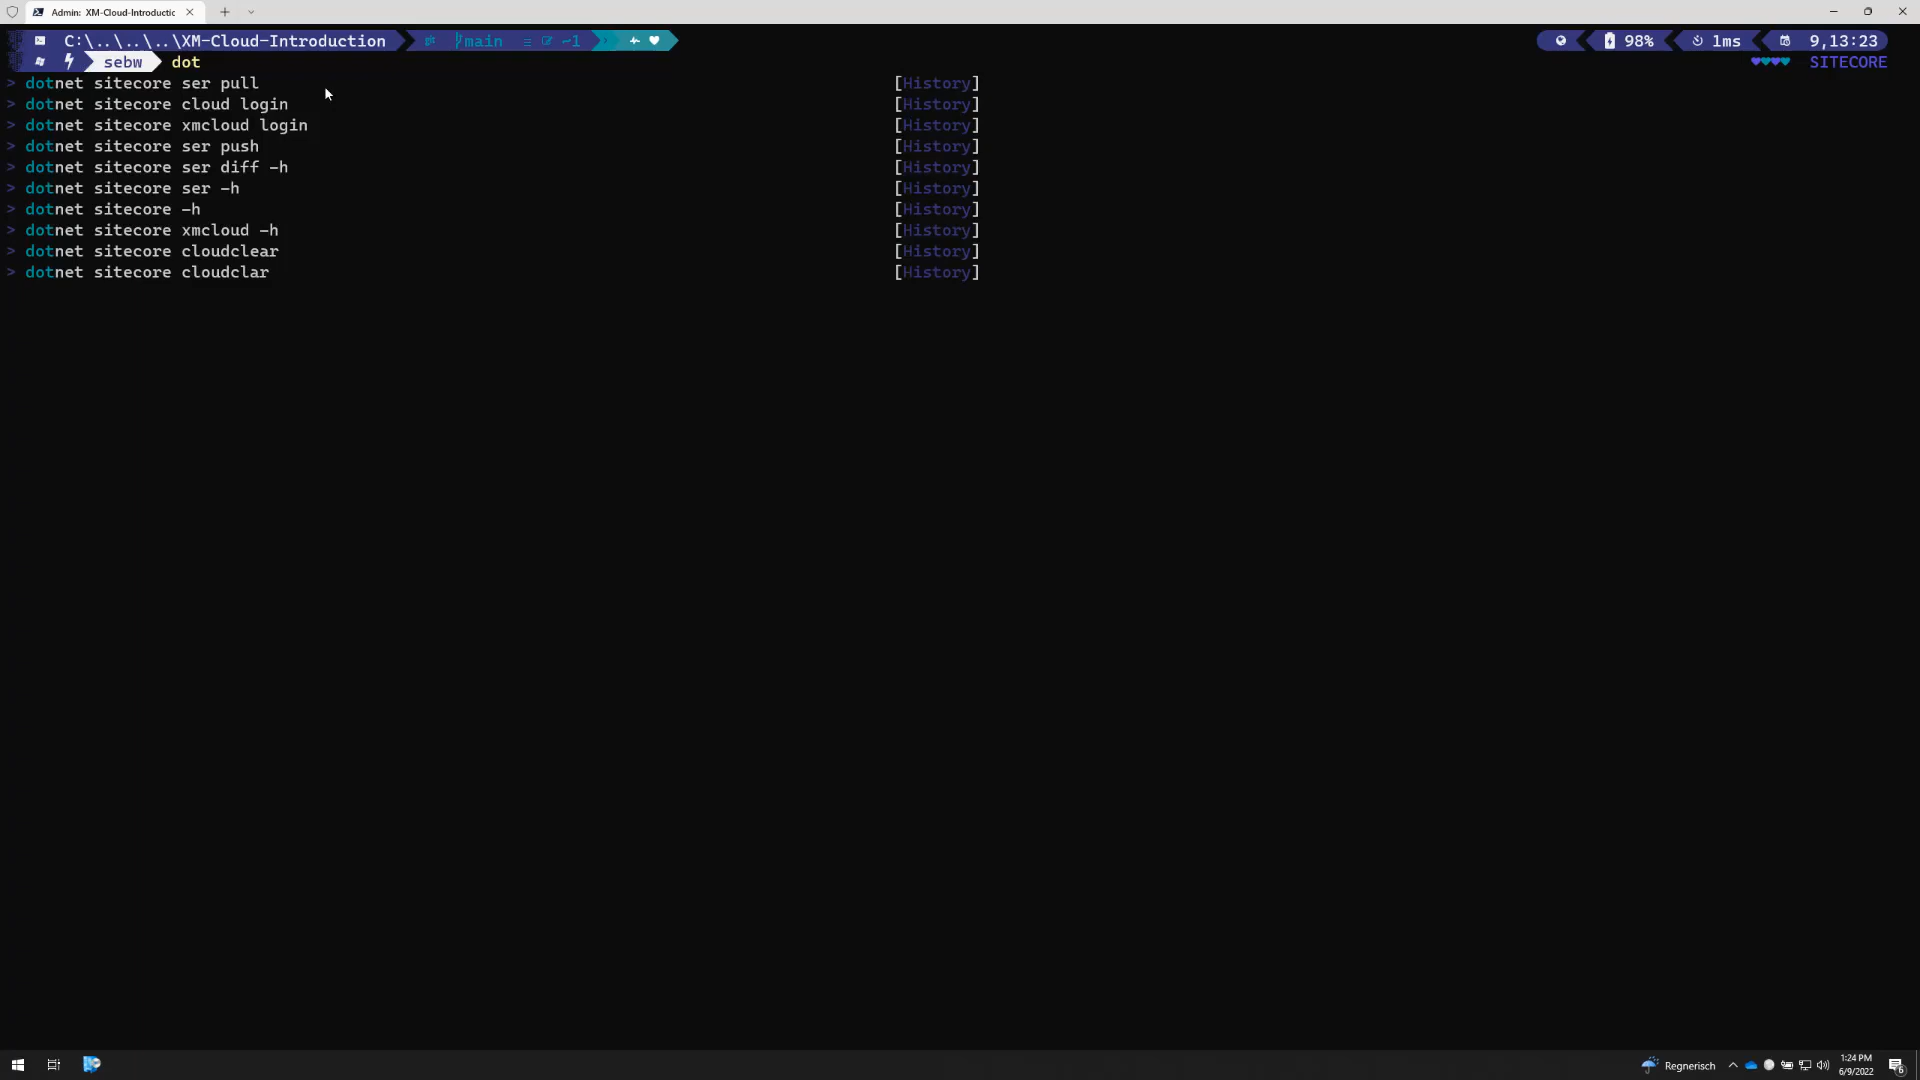 Admin: XM-Cloud-Introductic
C:\..\..\..\XM-Cloud-Introduction main ≡ ~1 98% 1ms 9,13:23
sebw dot SITECORE
> dotnet sitecore ser pull [History]
> dotnet sitecore cloud login [History]
> dotnet sitecore xmcloud login [History]
> dotnet sitecore ser push [History]
> dotnet sitecore ser diff -h [History]
> dotnet sitecore ser -h [History]
> dotnet sitecore -h [History]
> dotnet sitecore xmcloud -h [History]
> dotnet sitecore cloudclear [History]
> dotnet sitecore cloudclar [History]
Regnerisch
1:24 PM
6/9/2022
6